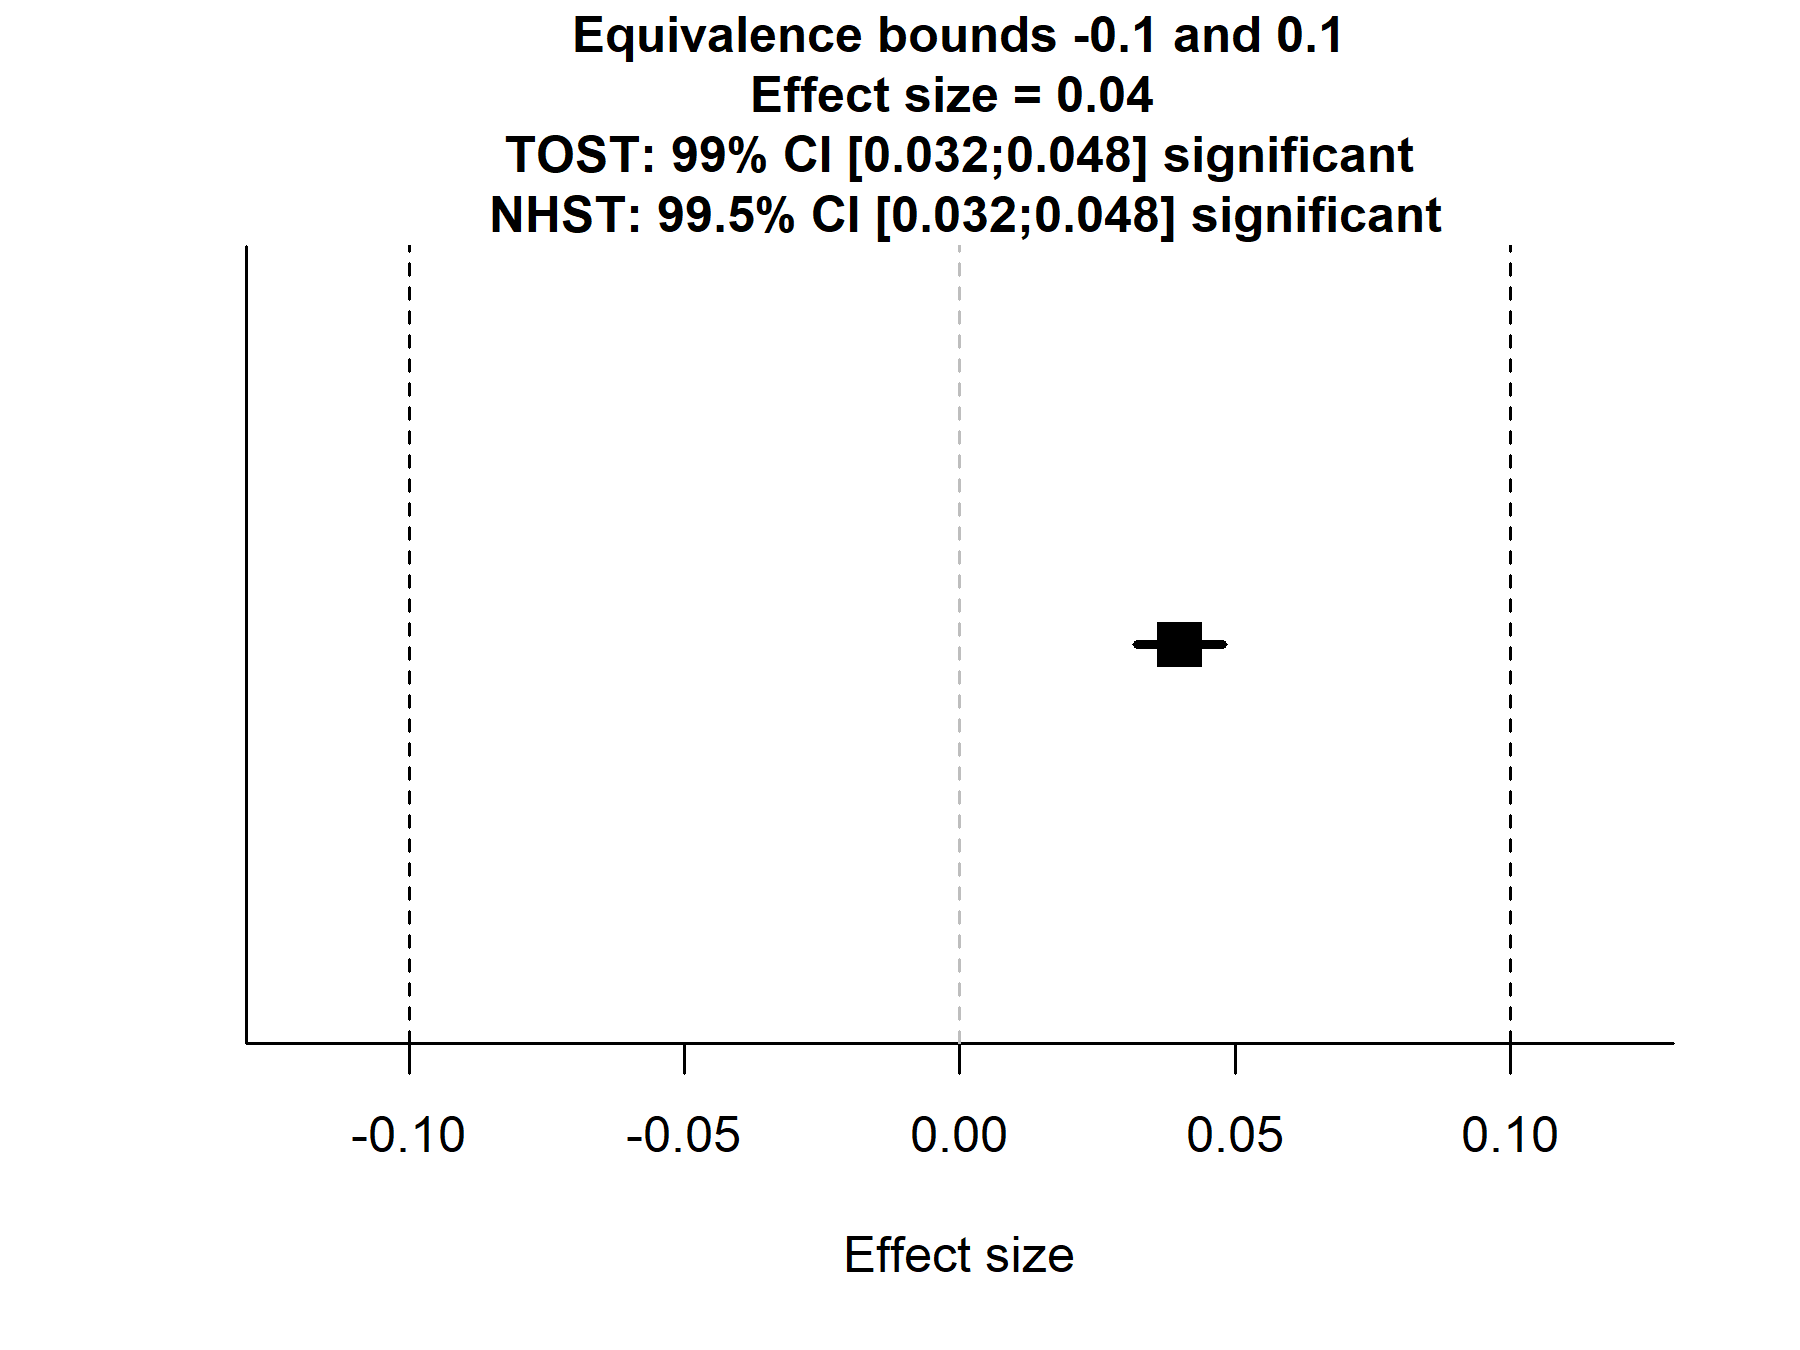 Equivalence bounds -0.1 and 0.1
Effect size = 0.04
TOST: 99% CI [0.032;0.048] significant
NHST: 99.5% CI [0.032;0.048] significant
-0.10 -0.05 0.00 0.05 0.10
Effect size